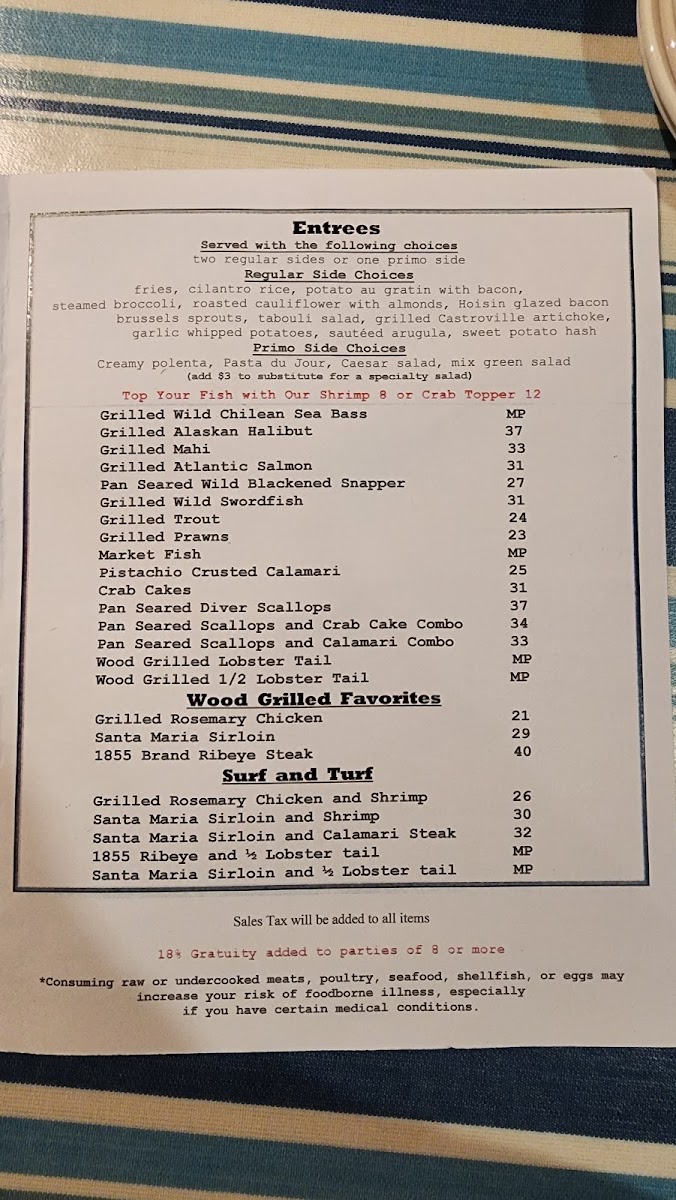 Entrees
Served with the following choices
two regular sides or one primo side
Regular Side Choices
fries, cilantro rice, potato au gratin with bacon,
steamed broccoli, roasted cauliflower with almonds, Hoisin glazed bacon
brussels sprouts, tabouli salad, grilled Castroville artichoke,
garlic whipped potatoes, sautéed arugula, sweet potato hash
Primo Side Choices
Creamy polenta, Pasta du Jour, Caesar salad, mix green salad
(add $3 to substitute for a specialty salad)
Top Your Fish with Our Shrimp 8 or Crab Topper 12
Grilled Wild Chilean Sea Bass MP
Grilled Alaskan Halibut 37
Grilled Mahi 33
Grilled Atlantic Salmon 31
Pan Seared Wild Blackened Snapper 27
Grilled Wild Swordfish 31
Grilled Trout 24
Grilled Prawns 23
Market Fish MP
Pistachio Crusted Calamari 25
Crab Cakes 31
Pan Seared Diver Scallops 37
Pan Seared Scallops and Crab Cake Combo 34
Pan Seared Scallops and Calamari Combo 33
Wood Grilled Lobster Tail MP
Wood Grilled 1/2 Lobster Tail MP
Wood Grilled Favorites
Grilled Rosemary Chicken 21
Santa Maria Sirloin 29
1855 Brand Ribeye Steak 40
Surf and Turf
Grilled Rosemary Chicken and Shrimp 26
Santa Maria Sirloin and Shrimp 30
Santa Maria Sirloin and Calamari Steak 32
1855 Ribeye and ½ Lobster tail MP
Santa Maria Sirloin and ½ Lobster tail MP
Sales Tax will be added to all items
18% Gratuity added to parties of 8 or more
*Consuming raw or undercooked meats, poultry, seafood, shellfish, or eggs may
increase your risk of foodborne illness, especially
if you have certain medical conditions.